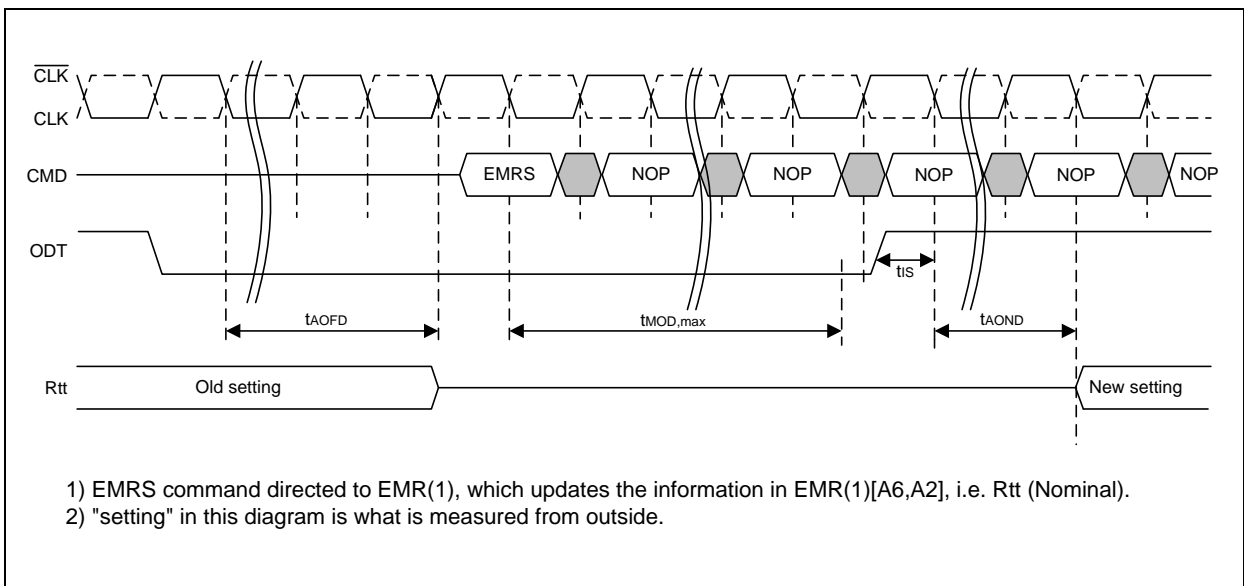 CLK
CLK
CMD
EMRS
NOP
NOP
NOP
NOP
NOP
ODT
tIS
tAOFD
tMOD,max
tAOND
Rtt
Old setting
New setting
1) EMRS command directed to EMR(1), which updates the information in EMR(1)[A6,A2], i.e. Rtt (Nominal).
2) "setting" in this diagram is what is measured from outside.